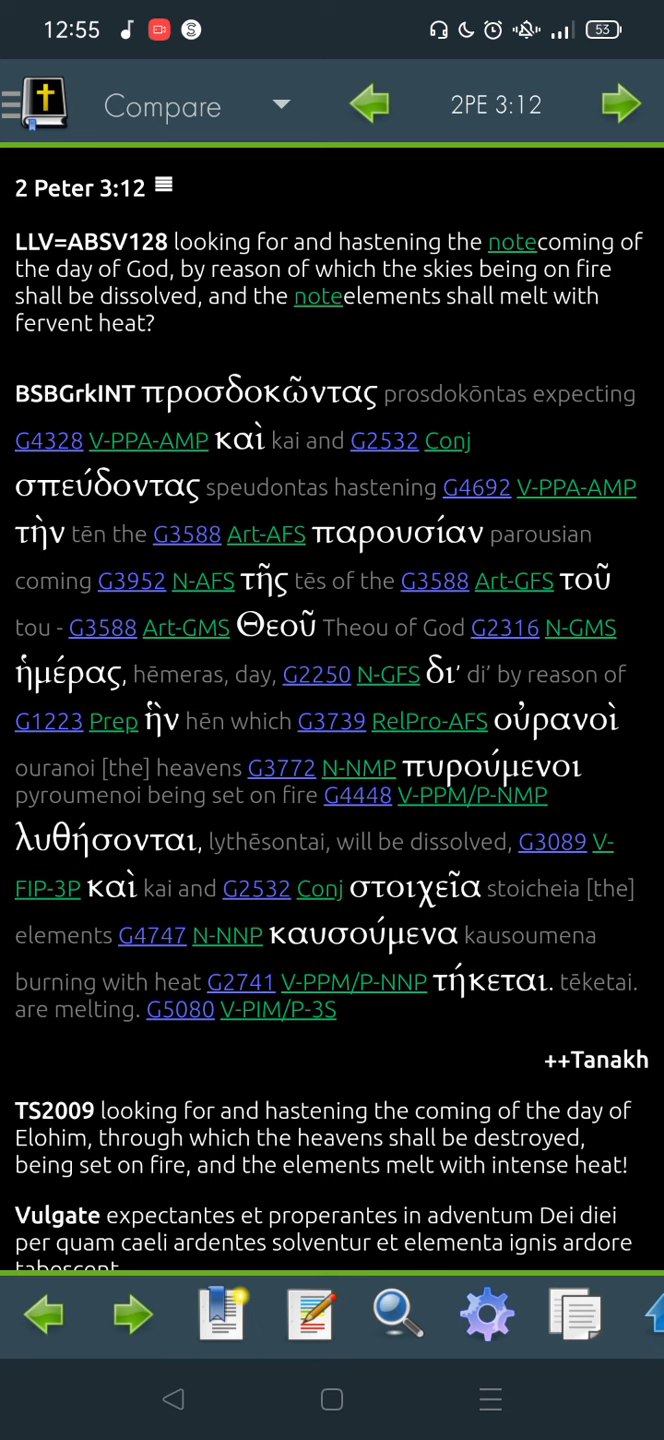 12:55
53
Compare
2PE 3:12
2 Peter 3:12
LLV=ABSV128 looking for and hastening the notecoming of
the day of God, by reason of which the skies being on fire
shall be dissolved, and the noteelements shall melt with
fervent heat?
BSBGrkINT προσδοκῶντας prosdokōntas expecting
G4328 V-PPA-AMP καὶ kai and G2532 Conj
σπεύδοντας speudontas hastening G4692 V-PPA-AMP
τὴν tēn the G3588 Art-AFS παρουσίαν parousian
coming G3952 N-AFS τῆς tēs of the G3588 Art-GFS τοῦ
tou - G3588 Art-GMS Θεοῦ Theou of God G2316 N-GMS
ἡμέρας, hēmeras, day, G2250 N-GFS δι’ di’ by reason of
G1223 Prep ἣν hēn which G3739 RelPro-AFS οὐρανοὶ
ouranoi [the] heavens G3772 N-NMP πυρούμενοι
pyroumenoi being set on fire G4448 V-PPM/P-NMP
λυθήσονται, lythēsontai, will be dissolved, G3089 V-
FIP-3P καὶ kai and G2532 Conj στοιχεῖα stoicheia [the]
elements G4747 N-NNP καυσούμενα kausoumena
burning with heat G2741 V-PPM/P-NNP τήκεται. tēketai.
are melting. G5080 V-PIM/P-3S
++Tanakh
TS2009 looking for and hastening the coming of the day of
Elohim, through which the heavens shall be destroyed,
being set on fire, and the elements melt with intense heat!
Vulgate expectantes et properantes in adventum Dei diei
per quam caeli ardentes solventur et elementa ignis ardore
tabescent